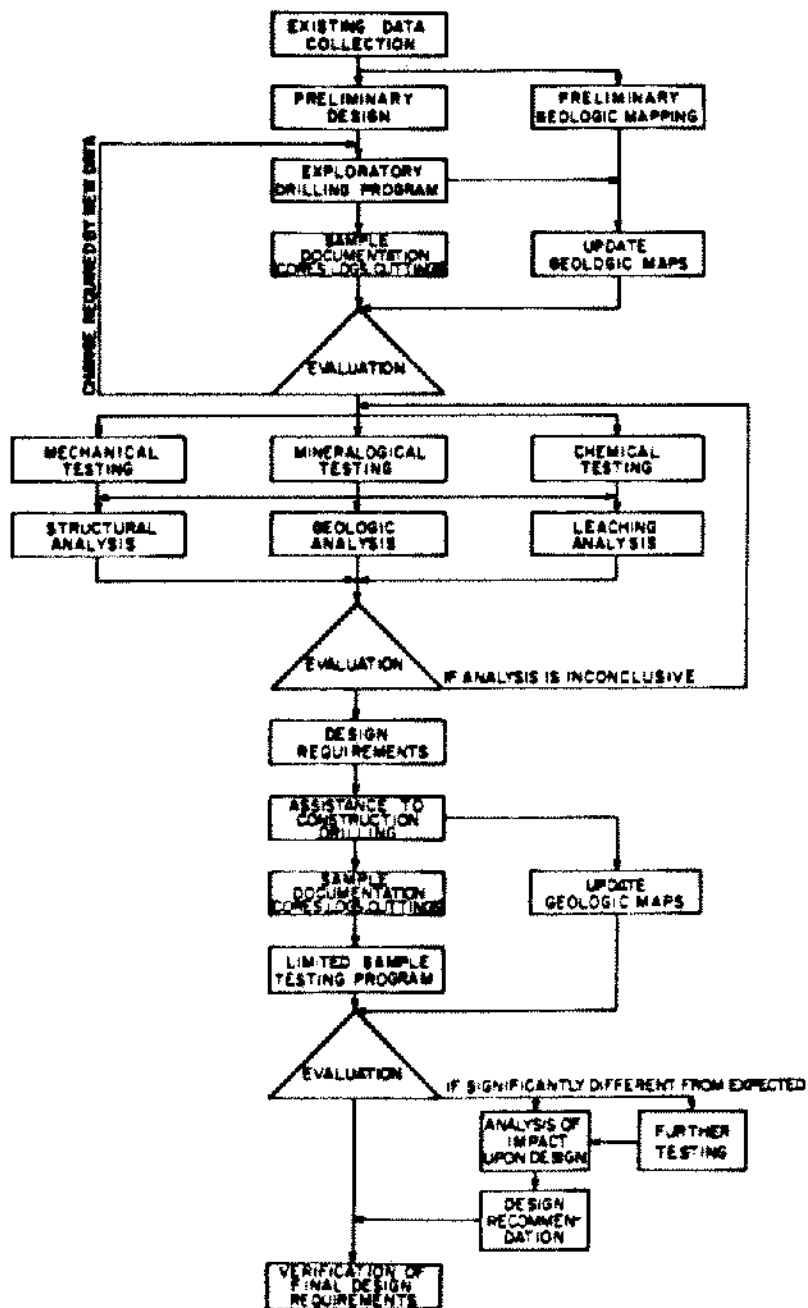 EXISTING DATA
COLLECTION
PRELIMINARY
DESIGN
PRELIMINARY
GEOLOGIC MAPPING
CHANGE REQUIRED BY NEW DATA
EXPLORATORY
DRILLING PROGRAM
SAMPLE
DOCUMENTATION
CORES, LOGS, CUTTINGS
UPDATE
GEOLOGIC MAPS
EVALUATION
MECHANICAL
TESTING
MINERALOGICAL
TESTING
CHEMICAL
TESTING
STRUCTURAL
ANALYSIS
GEOLOGIC
ANALYSIS
LEACHING
ANALYSIS
EVALUATION
IF ANALYSIS IS INCONCLUSIVE
DESIGN
REQUIREMENTS
ASSISTANCE TO
CONSTRUCTION
DRILLING
SAMPLE
DOCUMENTATION
CORES, LOGS, CUTTINGS
UPDATE
GEOLOGIC MAPS
LIMITED SAMPLE
TESTING PROGRAM
EVALUATION
IF SIGNIFICANTLY DIFFERENT FROM EXPECTED
ANALYSIS OF
IMPACT
UPON DESIGN
FURTHER
TESTING
DESIGN
RECOMMEN-
DATION
VERIFICATION OF
FINAL DESIGN
REQUIREMENTS